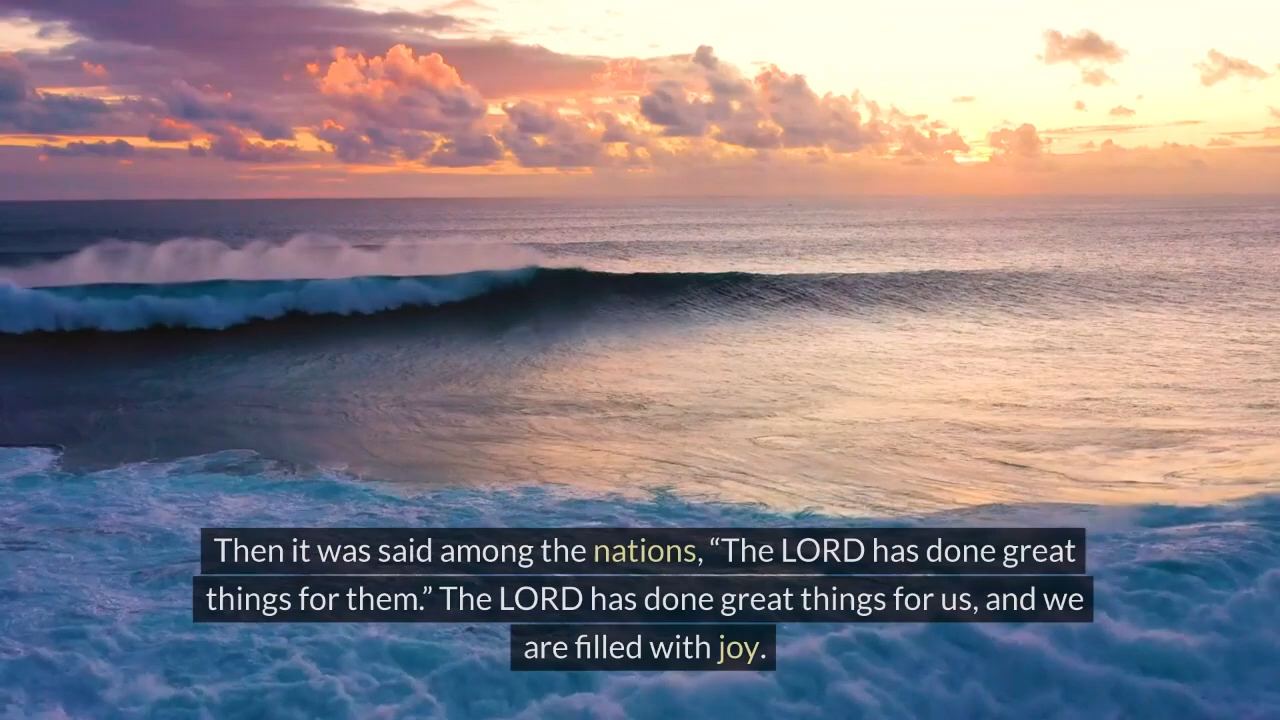 Then it was said among the nations, “The LORD has done great
things for them.” The LORD has done great things for us, and we
are filled with joy.